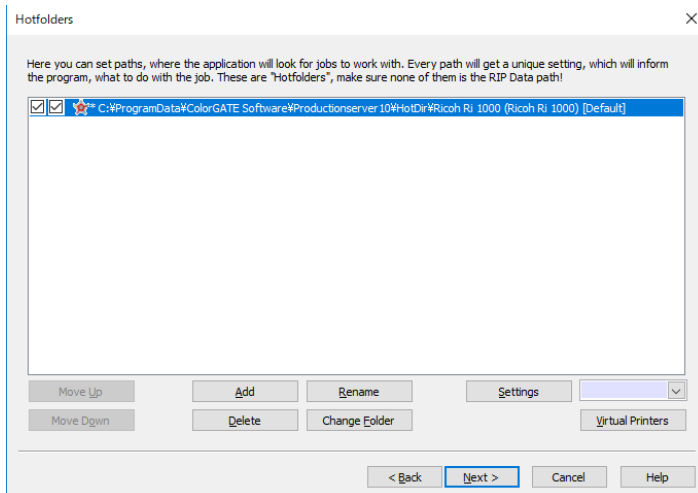 Hotfolders
Here you can set paths, where the application will look for jobs to work with. Every path will get a unique setting, which will inform
the program, what to do with the job. These are "Hotfolders", make sure none of them is the RIP Data path!
** C:¥ProgramData¥ColorGATE Software¥Productionserver10¥HotDir¥Ricoh Ri 1000 (Ricoh Ri 1000) [Default]
Move Up Add Rename Settings
Move Down Delete Change Folder Virtual Printers
< Back Next > Cancel Help